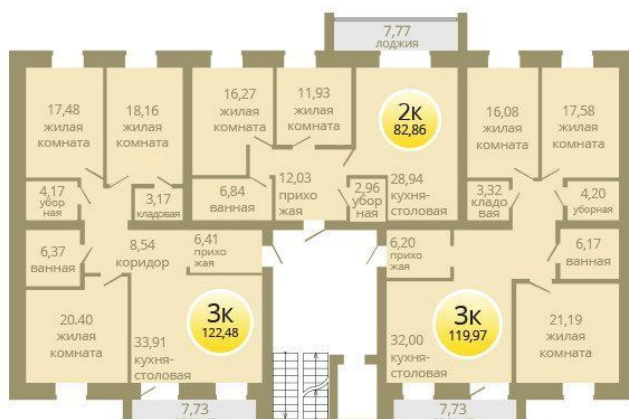 7,77
лоджия
17,48
жилая
комната
18,16
жилая
комната
16,27
жилая
комната
11,93
жилая
комната
2К
82,86
16,08
жилая
комната
17,58
жилая
комната
4,17
убор
ная
3,17
кладовая
6,84
ванная
12,03
прихо
жая
2,96
убор
ная
28,94
кухня-
столовая
3,32
кладо
вая
4,20
уборная
6,37
ванная
8,54
коридор
6,41
прихо
жая
6,20
прихо
жая
6,17
ванная
20.40
жилая
комната
33,91
кухня-
столовая
3К
122,48
32,00
кухня-
столовая
3К
119,97
21,19
жилая
комната
7,73
7,73